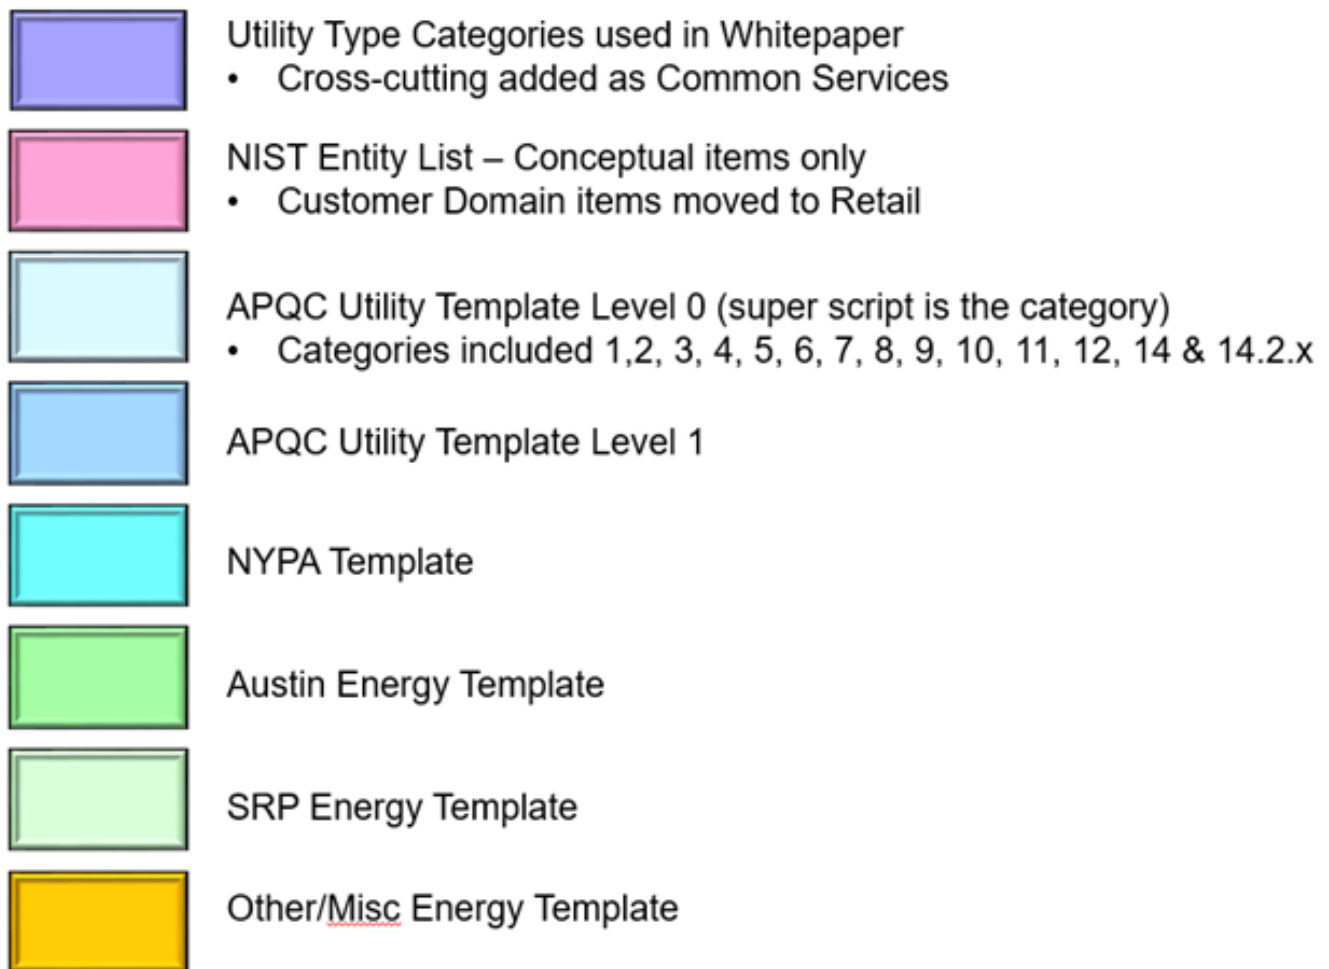 Utility Type Categories used in Whitepaper
• Cross-cutting added as Common Services
NIST Entity List – Conceptual items only
• Customer Domain items moved to Retail
APQC Utility Template Level 0 (super script is the category)
• Categories included 1,2, 3, 4, 5, 6, 7, 8, 9, 10, 11, 12, 14 & 14.2.x
APQC Utility Template Level 1
NYPA Template
Austin Energy Template
SRP Energy Template
Other/Misc Energy Template